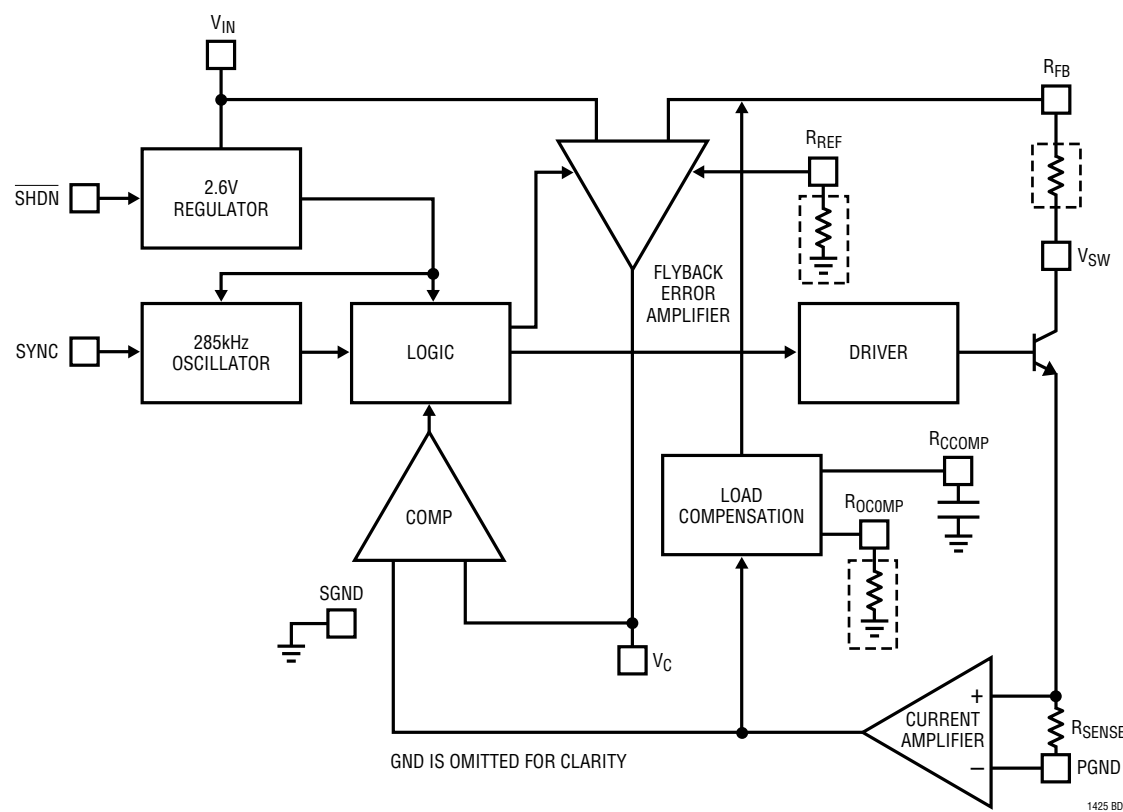 VIN
RFB
RREF
SHDN
2.6V
REGULATOR
VSW
FLYBACK
ERROR
AMPLIFIER
SYNC
285kHz
OSCILLATOR
LOGIC
DRIVER
RCCOMP
COMP
LOAD
COMPENSATION
ROCOMP
SGND
VC
+
CURRENT
AMPLIFIER
–
RSENSE
PGND
GND IS OMITTED FOR CLARITY
1425 BD